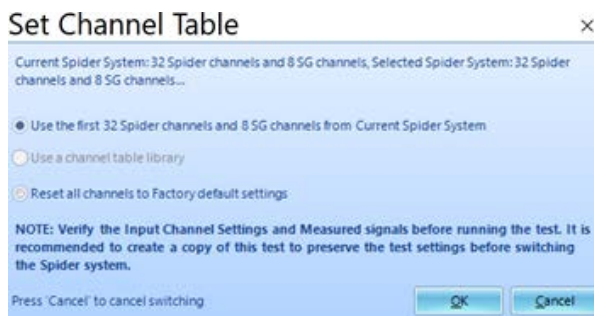 Set Channel Table
Current Spider System: 32 Spider channels and 8 SG channels, Selected Spider System: 32 Spider
channels and 8 SG channels...
Use the first 32 Spider channels and 8 SG channels from Current Spider System
Use a channel table library
Reset all channels to Factory default settings
NOTE: Verify the Input Channel Settings and Measured signals before running the test. It is
recommended to create a copy of this test to preserve the test settings before switching
the Spider system.
Press 'Cancel' to cancel switching
OK
Cancel